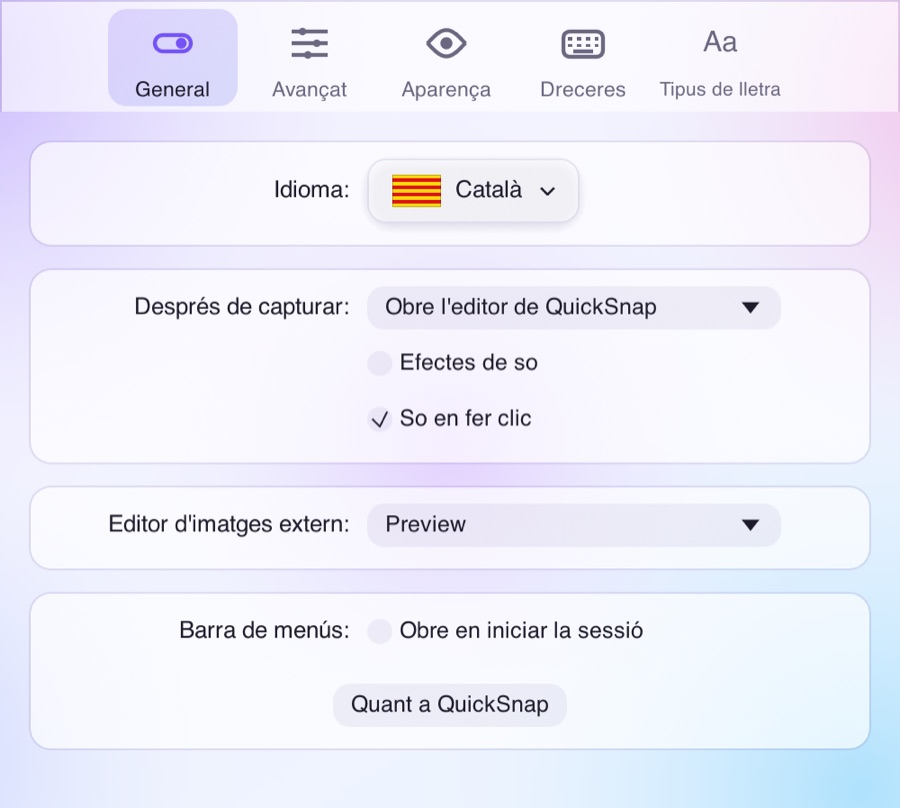 General
Avançat
Aparença
Dreceres
Aa
Tipus de lletra
Idioma: Català
Després de capturar: Obre l'editor de QuickSnap
Efectes de so
So en fer clic
Editor d'imatges extern: Preview
Barra de menús: Obre en iniciar la sessió
Quant a QuickSnap